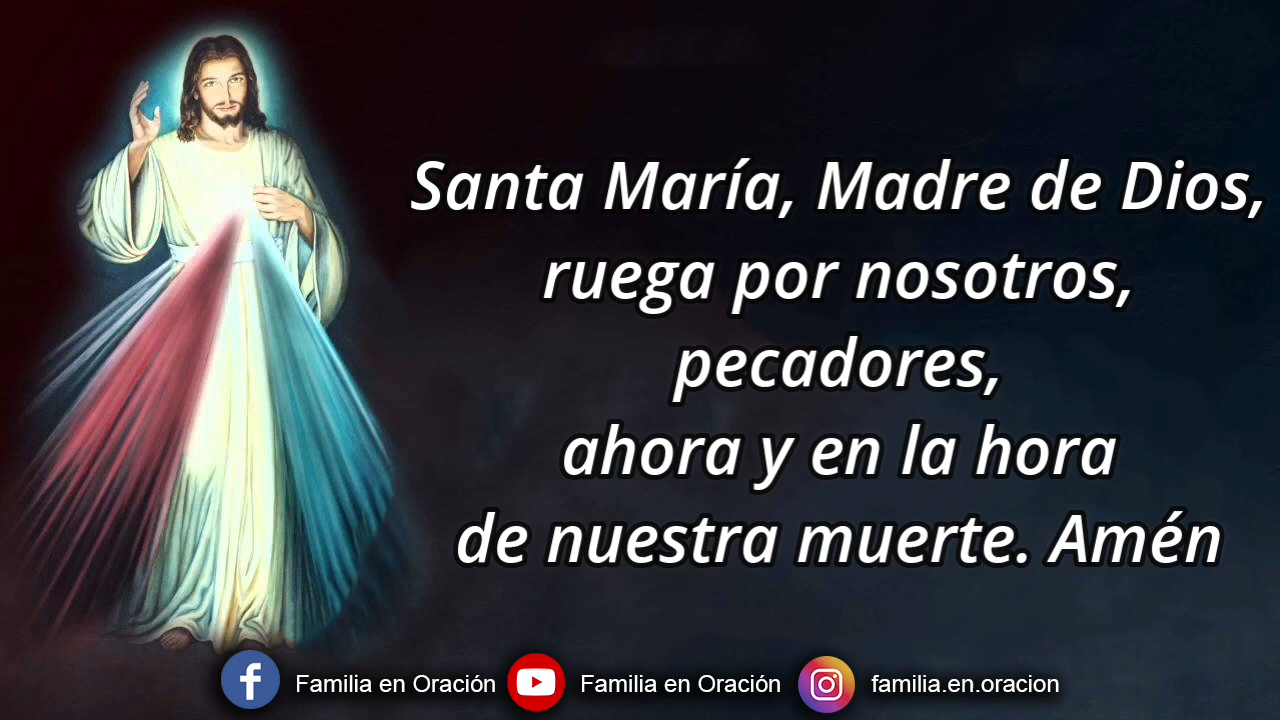 Santa María, Madre de Dios,
ruega por nosotros,
pecadores,
ahora y en la hora
de nuestra muerte. Amén
Familia en Oración
Familia en Oración
familia.en.oracion